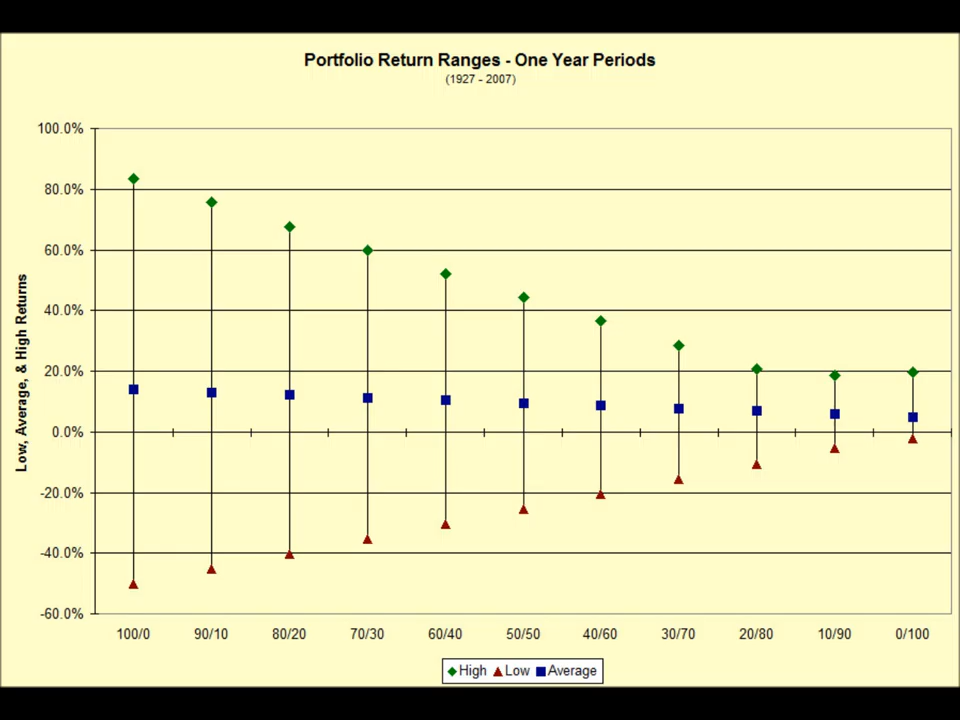 Portfolio Return Ranges - One Year Periods
(1927 - 2007)
Low, Average, & High Returns
100.0%
80.0%
60.0%
40.0%
20.0%
0.0%
-20.0%
-40.0%
-60.0%
100/0 90/10 80/20 70/30 60/40 50/50 40/60 30/70 20/80 10/90 0/100
High Low Average